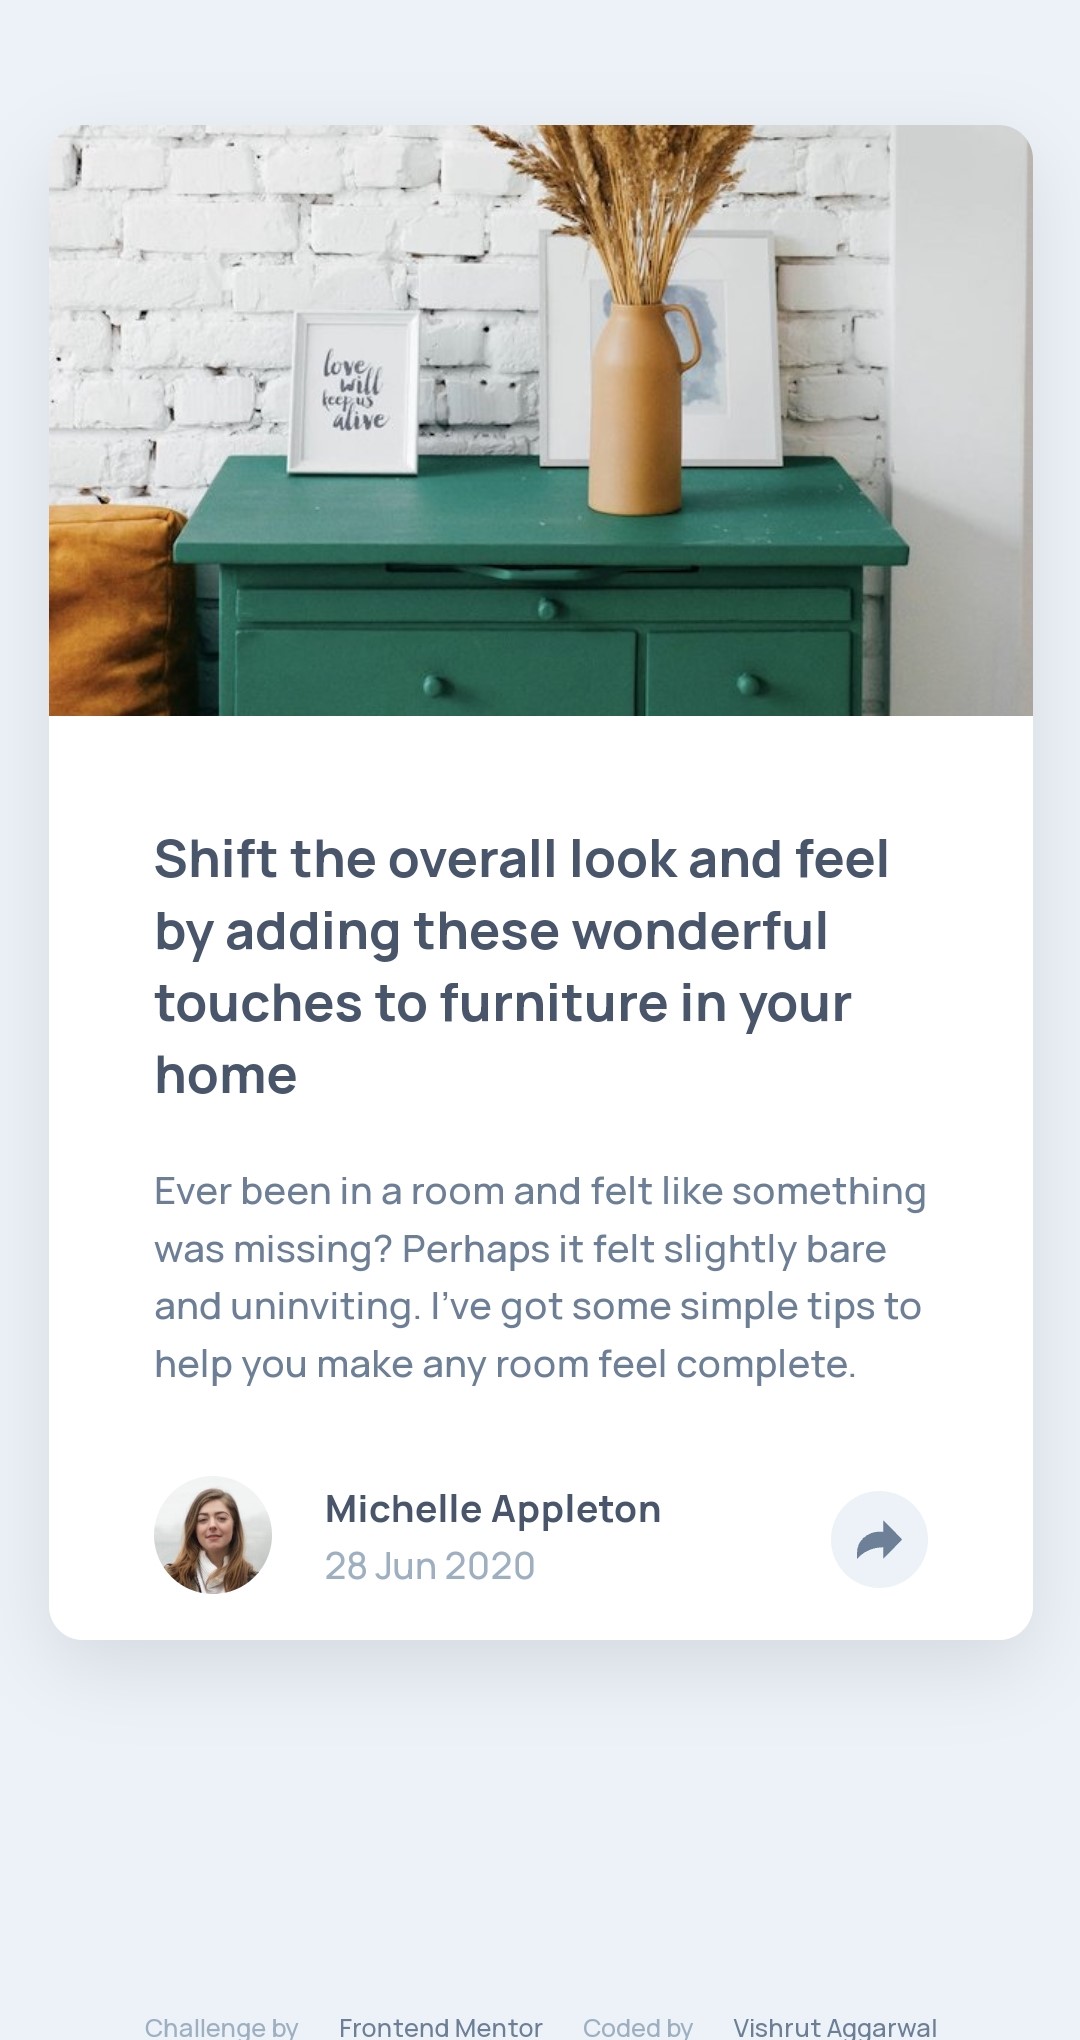 love
will
keep us
alive
Shift the overall look and feel
by adding these wonderful
touches to furniture in your
home
Ever been in a room and felt like something
was missing? Perhaps it felt slightly bare
and uninviting. I’ve got some simple tips to
help you make any room feel complete.
Michelle Appleton
28 Jun 2020
Challenge by Frontend Mentor Coded by Vishrut Aggarwal